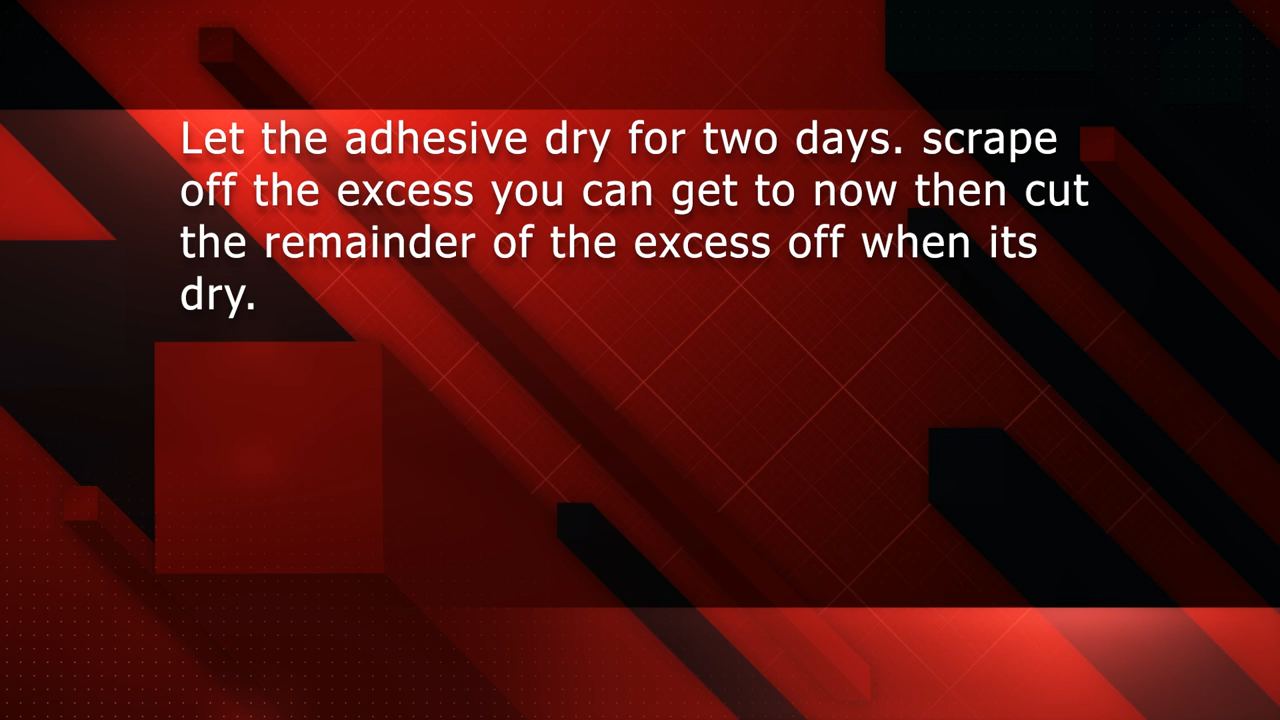 Let the adhesive dry for two days. scrape
off the excess you can get to now then cut
the remainder of the excess off when its
dry.